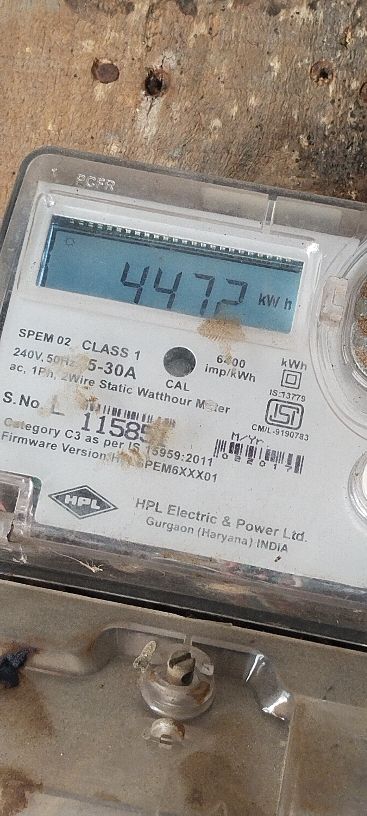 4472 kWh
SPEM 02 CLASS 1
240V, 50Hz 5-30A
6400 imp/kWh
kWh
ac, 1Ph, 2Wire Static Watthour Meter
CAL
IS:13779
S.No. 11585
CM/L-9190783
M/Yr.
022017
Category C3 as per IS 15959:2011
Firmware Version: SPEM6XXX01
HPL
HPL Electric & Power Ltd.
Gurgaon (Haryana) INDIA